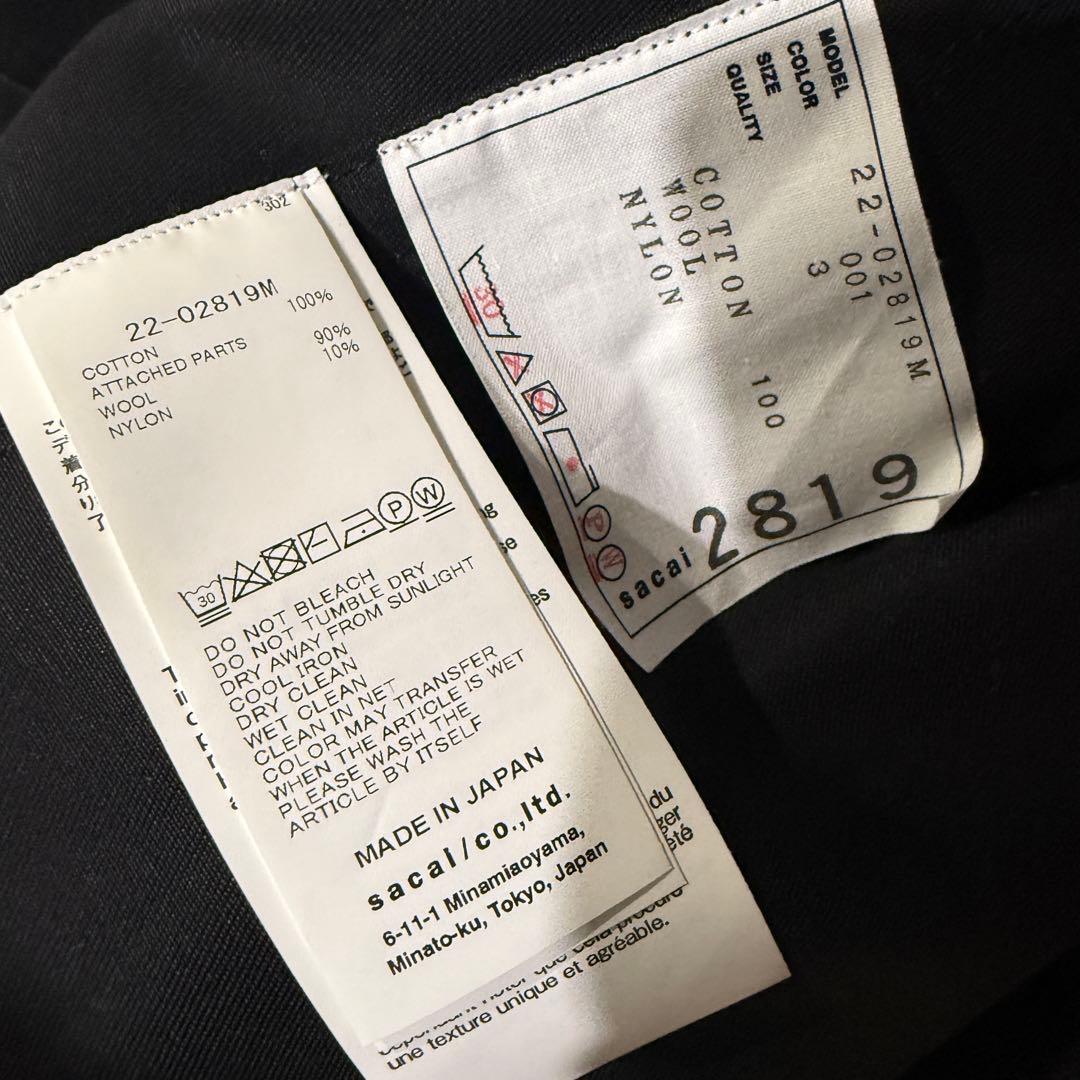 302
22-02819M
COTTON 100%
ATTACHED PARTS
WOOL 90%
NYLON 10%
30
P W
DO NOT BLEACH
DO NOT TUMBLE DRY
DRY AWAY FROM SUNLIGHT
COOL IRON
DRY CLEAN
WET CLEAN
CLEAN IN NET
COLOR MAY TRANSFER
WHEN THE ARTICLE IS WET
PLEASE WASH THE
ARTICLE BY ITSELF
MADE IN JAPAN
sacai/co.,ltd.
6-11-1 Minamiaoyama,
Minato-ku, Tokyo, Japan
une texture unique et agréable.
MODEL 22-02819M
COLOR 001
SIZE 3
QUALITY
COTTON 100
WOOL
NYLON
30
P
W
sacai 2819